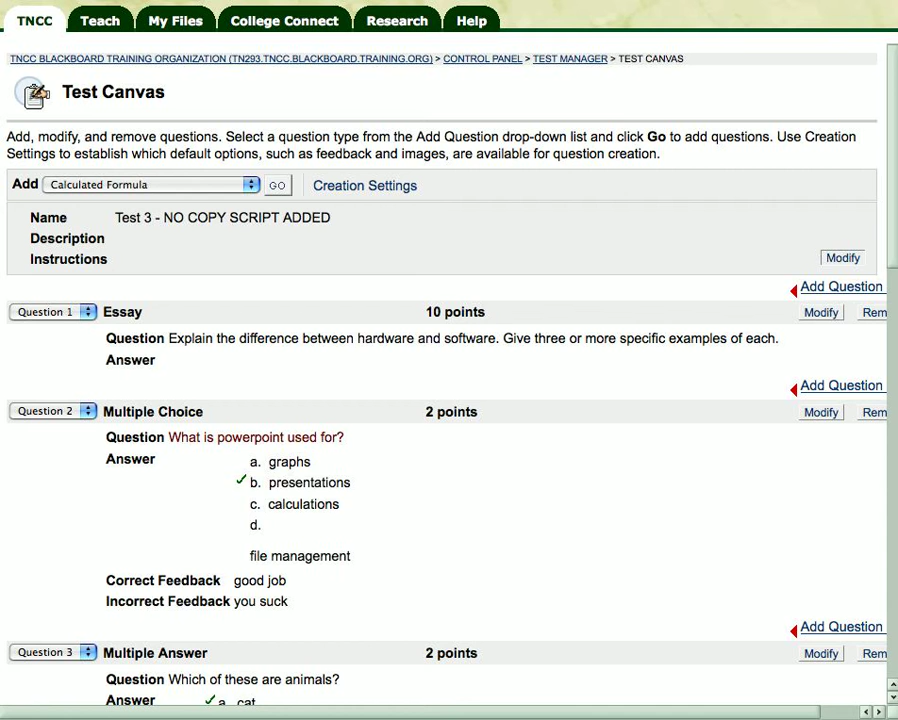 TNCC Teach My Files College Connect Research Help
TNCC BLACKBOARD TRAINING ORGANIZATION (TN293.TNCC.BLACKBOARD.TRAINING.ORG) > CONTROL PANEL > TEST MANAGER > TEST CANVAS
Test Canvas
Add, modify, and remove questions. Select a question type from the Add Question drop-down list and click Go to add questions. Use Creation
Settings to establish which default options, such as feedback and images, are available for question creation.
Add Calculated Formula GO Creation Settings
Name Test 3 - NO COPY SCRIPT ADDED
Description
Instructions
Modify
Add Question
Question 1 Essay 10 points Modify Rem
Question Explain the difference between hardware and software. Give three or more specific examples of each.
Answer
Add Question
Question 2 Multiple Choice 2 points Modify Rem
Question What is powerpoint used for?
Answer a. graphs
b. presentations
c. calculations
d.
file management
Correct Feedback good job
Incorrect Feedback you suck
Add Question
Question 3 Multiple Answer 2 points Modify Rem
Question Which of these are animals?
Answer a. cat